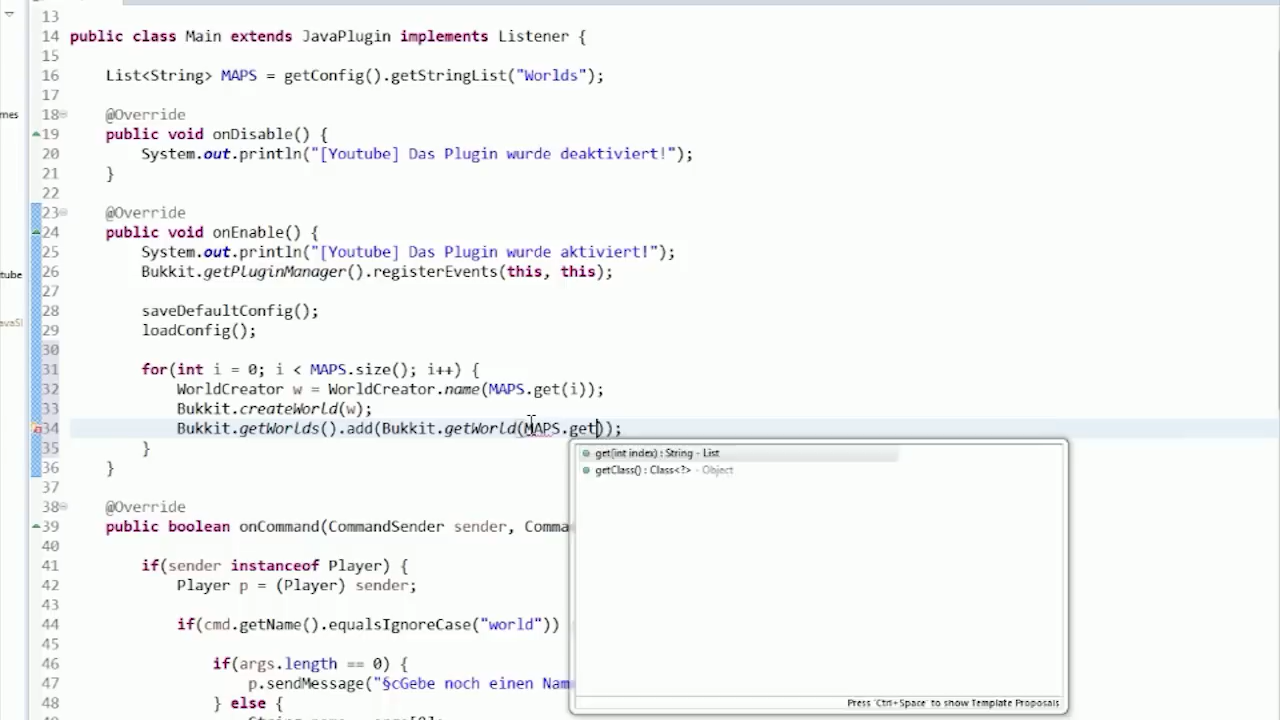 13
14 public class Main extends JavaPlugin implements Listener {
15
16 List<String> MAPS = getConfig().getStringList("Worlds");
17
mes
18 @Override
19 public void onDisable() {
20 System.out.println("[Youtube] Das Plugin wurde deaktiviert!");
21 }
22
23 @Override
24 public void onEnable() {
25 System.out.println("[Youtube] Das Plugin wurde aktiviert!");
tube
26 Bukkit.getPluginManager().registerEvents(this, this);
27
28 saveDefaultConfig();
avaSl
29 loadConfig();
30
31 for(int i = 0; i < MAPS.size(); i++) {
32 WorldCreator w = WorldCreator.name(MAPS.get(i));
33 Bukkit.createWorld(w);
34 Bukkit.getWorlds().add(Bukkit.getWorld(MAPS.get));
35 }
get(int index) : String - List
36 }
getClass() : Class<?> - Object
37
38 @Override
39 public boolean onCommand(CommandSender sender, Comma
40
41 if(sender instanceof Player) {
42 Player p = (Player) sender;
43
44 if(cmd.getName().equalsIgnoreCase("world"))
45
46 if(args.length == 0) {
47 p.sendMessage("§cGebe noch einen Nam
48 } else {
Press 'Ctrl+Space' to show Template Proposals